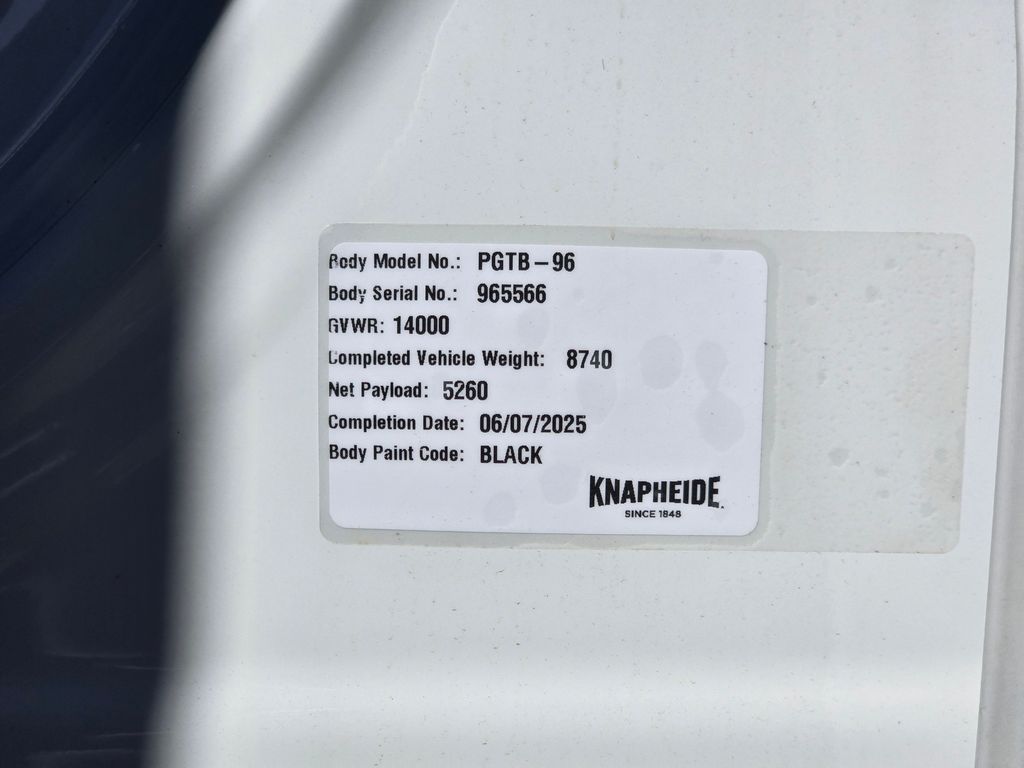 Body Model No.: PGTB-96
Body Serial No.: 965566
GVWR: 14000
Completed Vehicle Weight: 8740
Net Payload: 5260
Completion Date: 06/07/2025
Body Paint Code: BLACK
KNAPHEIDE
SINCE 1848